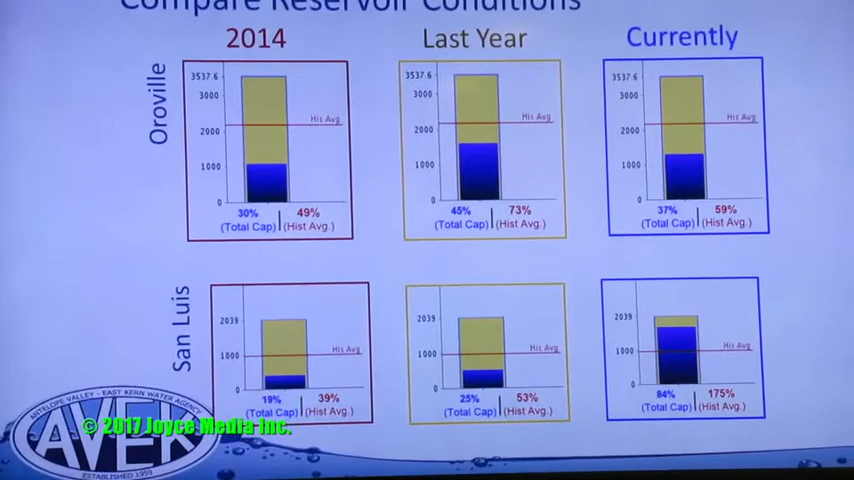 Compare Reservoir Conditions
2014
Last Year
Currently
Oroville
3537.6
3000
His Avg
2000
1000
0
30%
49%
(Total Cap)
(Hist Avg.)
3537.6
3000
His Avg
2000
1000
0
45%
73%
(Total Cap)
(Hist Avg.)
3537.6
3000
His Avg
2000
1000
0
37%
59%
(Total Cap)
(Hist Avg.)
San Luis
2039
His Avg
1000
0
19%
39%
(Total Cap)
(Hist Avg.)
2039
His Avg
1000
0
25%
53%
(Total Cap)
(Hist Avg.)
2039
His Avg
1000
0
84%
175%
(Total Cap)
(Hist Avg.)
ANTELOPE VALLEY - EAST KERN WATER AGENCY
AVEK
ESTABLISHED 1959
© 2017 Joyce Media Inc.